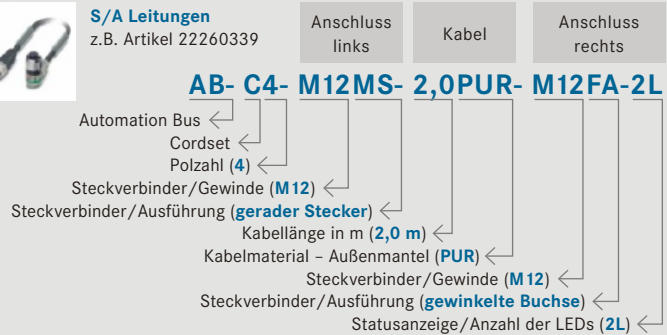 S/A Leitungen
z.B. Artikel 22260339
Anschluss
links
Kabel
Anschluss
rechts
AB- C4- M12MS- 2,0PUR- M12FA-2L
Automation Bus
Cordset
Polzahl (4)
Steckverbinder/Gewinde (M12)
Steckverbinder/Ausführung (gerader Stecker)
Kabellänge in m (2,0 m)
Kabelmaterial – Außenmantel (PUR)
Steckverbinder/Gewinde (M12)
Steckverbinder/Ausführung (gewinkelte Buchse)
Statusanzeige/Anzahl der LEDs (2L)